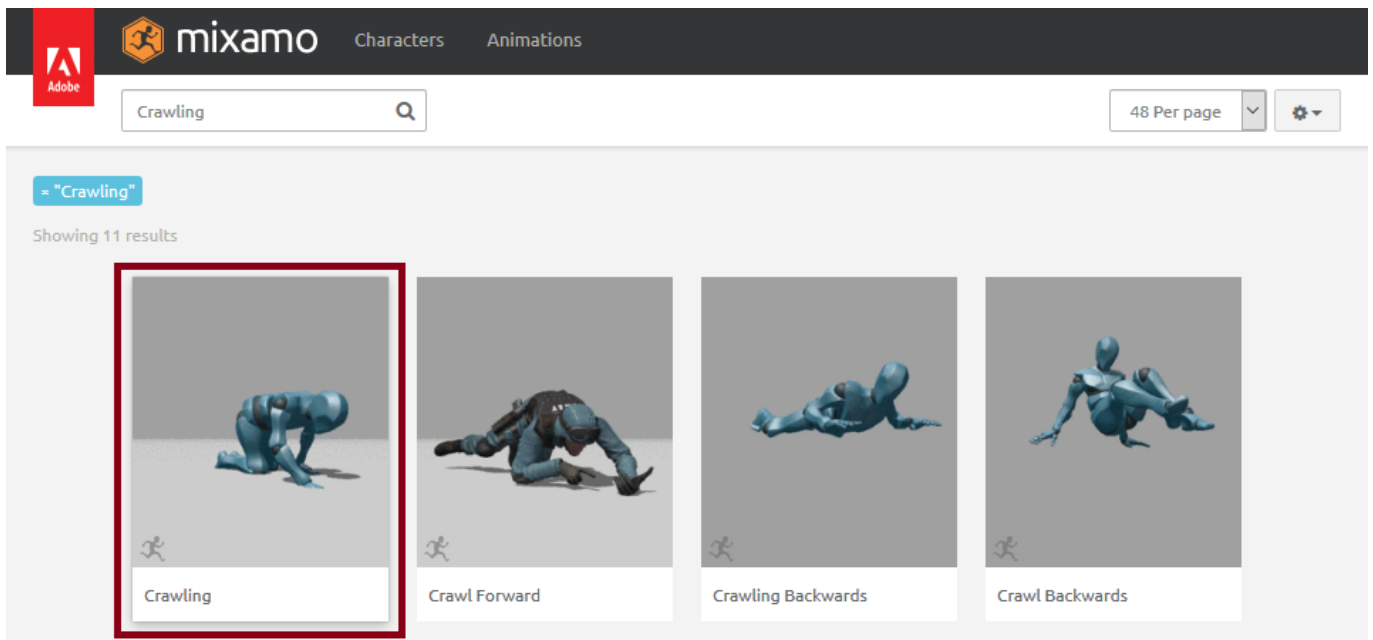 mixamo Characters Animations
Adobe
Crawling
48 Per page
× "Crawling"
Showing 11 results
Crawling
Crawl Forward
Crawling Backwards
Crawl Backwards